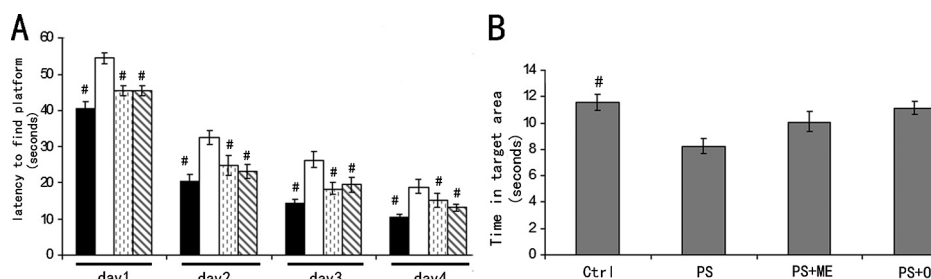 A
latency to find platform
(seconds)
60
50
40
30
20
10
0
# # #
# # #
# # #
# # #
day1 day2 day3 day4
B
Time in target area
(seconds)
14
12
10
8
6
4
2
0
#
Ctrl PS PS+ME